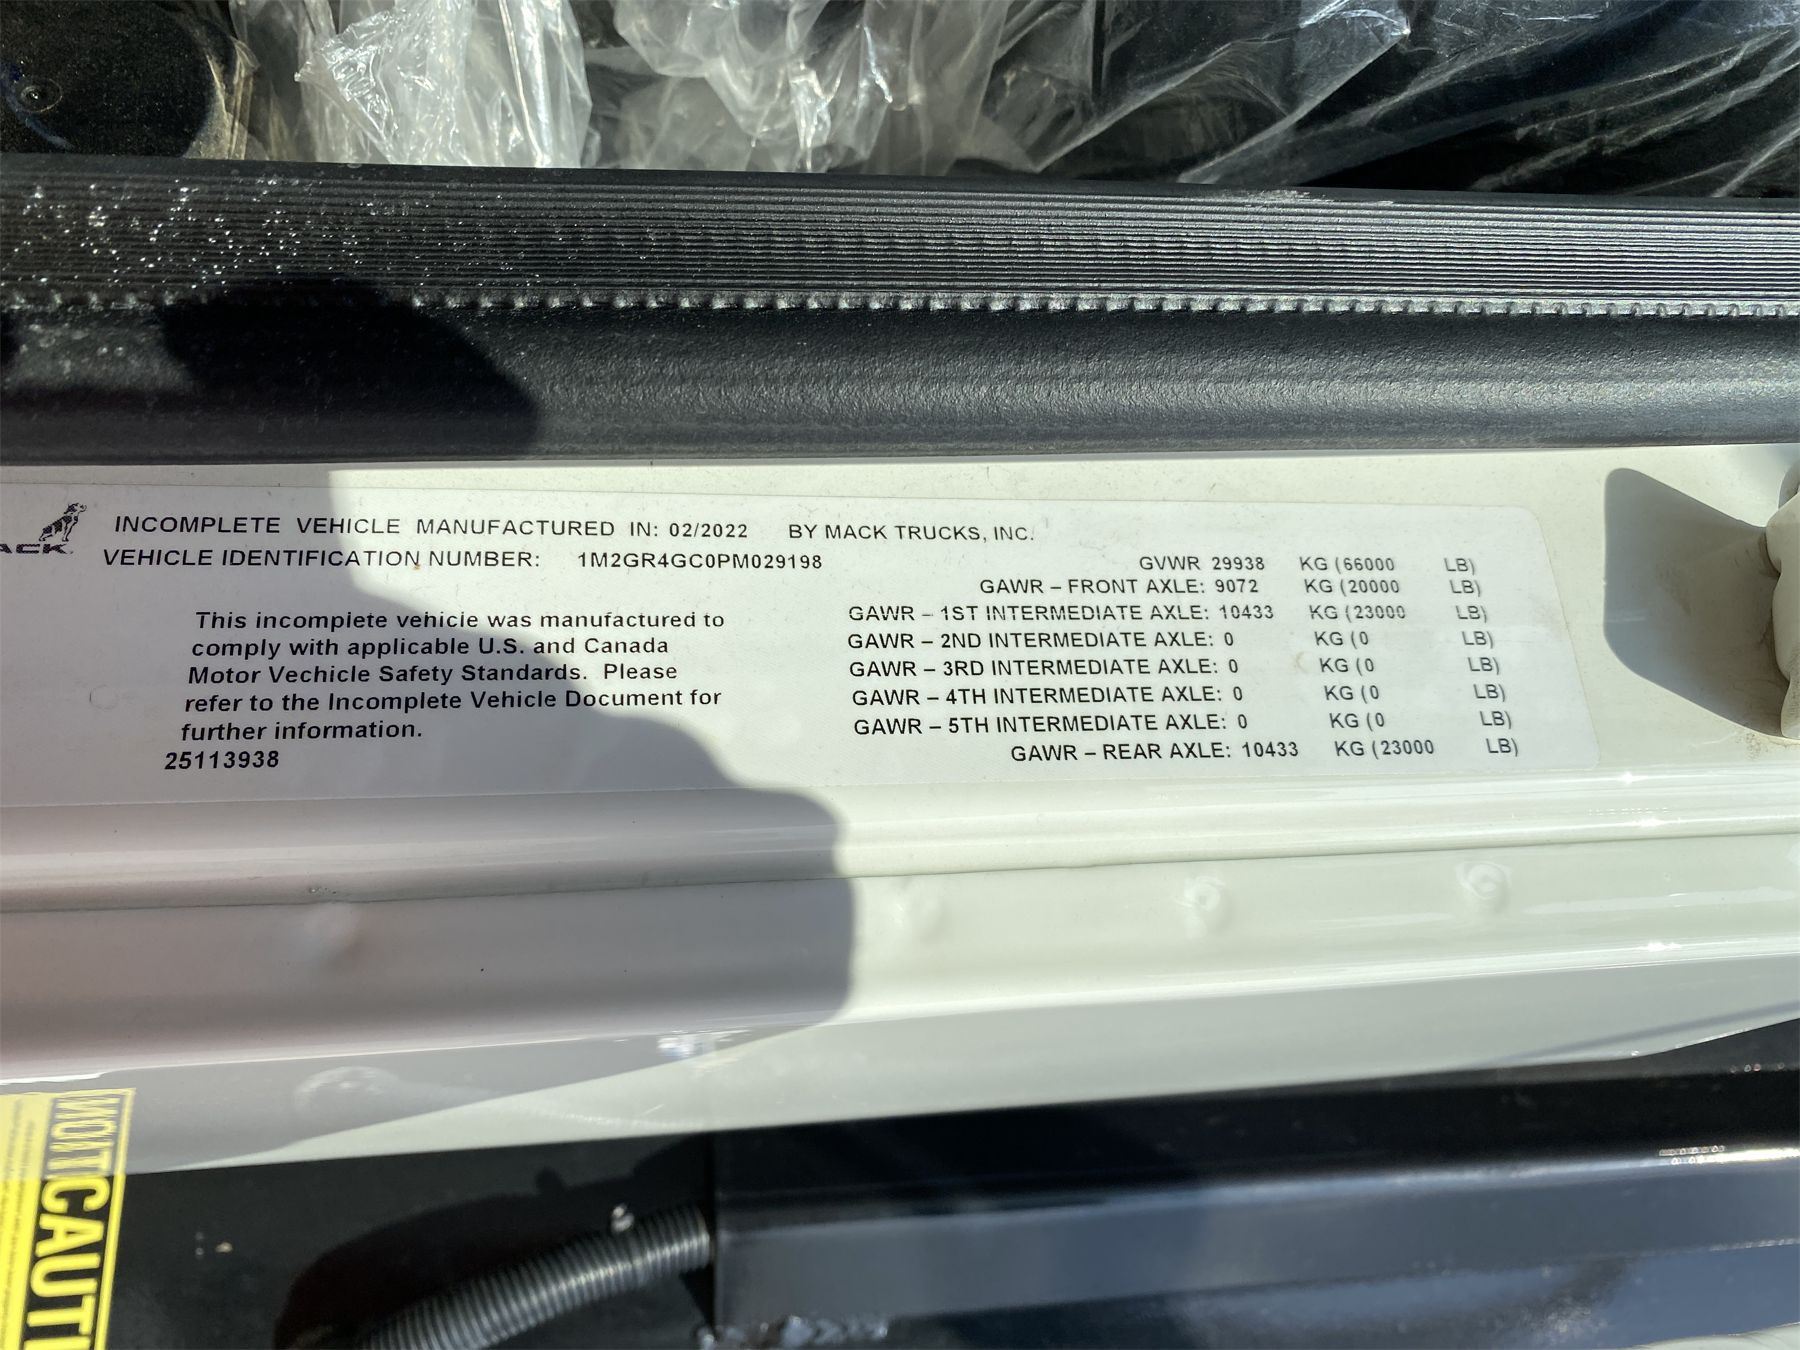 INCOMPLETE VEHICLE MANUFACTURED IN: 02/2022 BY MACK TRUCKS, INC.
ACK
VEHICLE IDENTIFICATION NUMBER: 1M2GR4GC0PM029198
GVWR 29938 KG (66000 LB)
GAWR – FRONT AXLE: 9072 KG (20000 LB)
GAWR – 1ST INTERMEDIATE AXLE: 10433 KG (23000 LB)
GAWR – 2ND INTERMEDIATE AXLE: 0 KG (0 LB)
GAWR – 3RD INTERMEDIATE AXLE: 0 KG (0 LB)
GAWR – 4TH INTERMEDIATE AXLE: 0 KG (0 LB)
GAWR – 5TH INTERMEDIATE AXLE: 0 KG (0 LB)
GAWR – REAR AXLE: 10433 KG (23000 LB)
This incomplete vehicle was manufactured to
comply with applicable U.S. and Canada
Motor Vechicle Safety Standards. Please
refer to the Incomplete Vehicle Document for
further information.
25113938
CAUTI